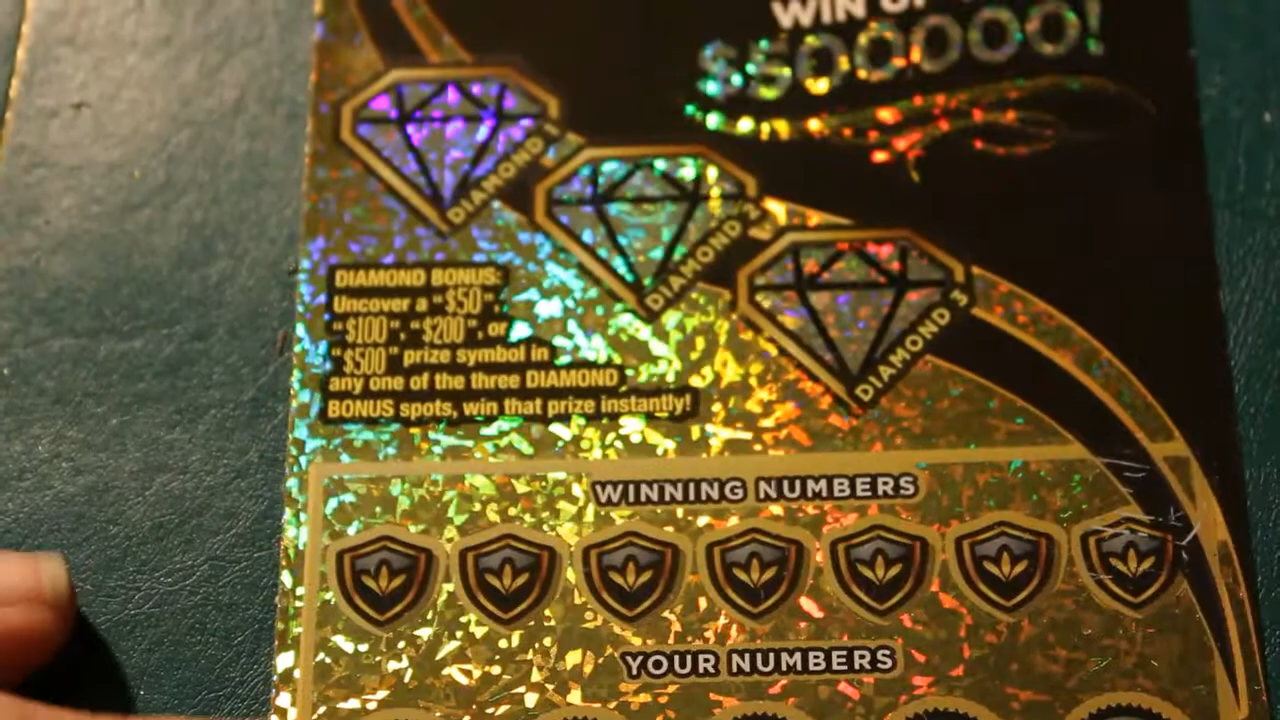 WIN
$500000!
DIAMOND 1
DIAMOND 2
DIAMOND 3
DIAMOND BONUS:
Uncover a "$50",
"$100", "$200", or
"$500" prize symbol in
any one of the three DIAMOND
BONUS spots, win that prize instantly!
WINNING NUMBERS
YOUR NUMBERS